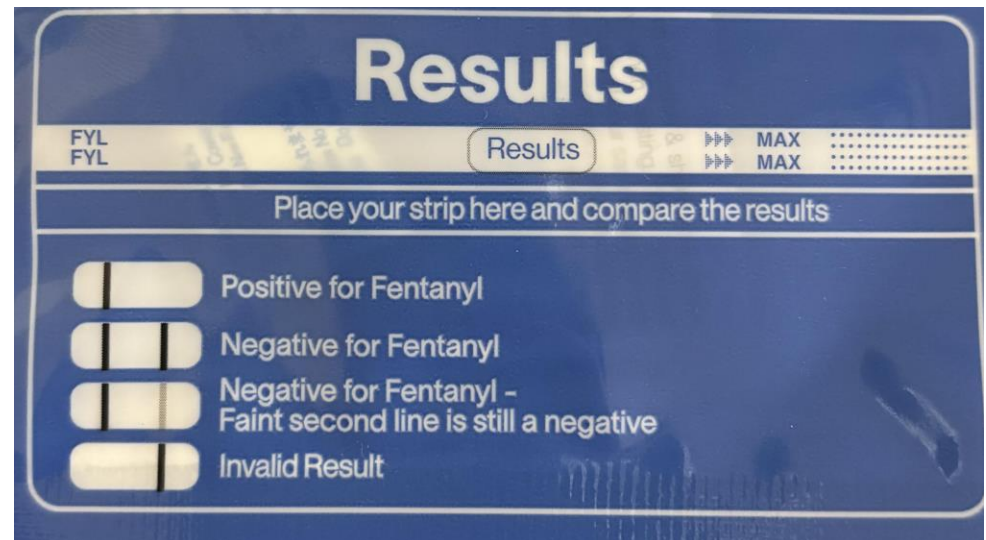 Results
FYL
FYL
Results
MAX
MAX
Place your strip here and compare the results
Positive for Fentanyl
Negative for Fentanyl
Negative for Fentanyl -
Faint second line is still a negative
Invalid Result